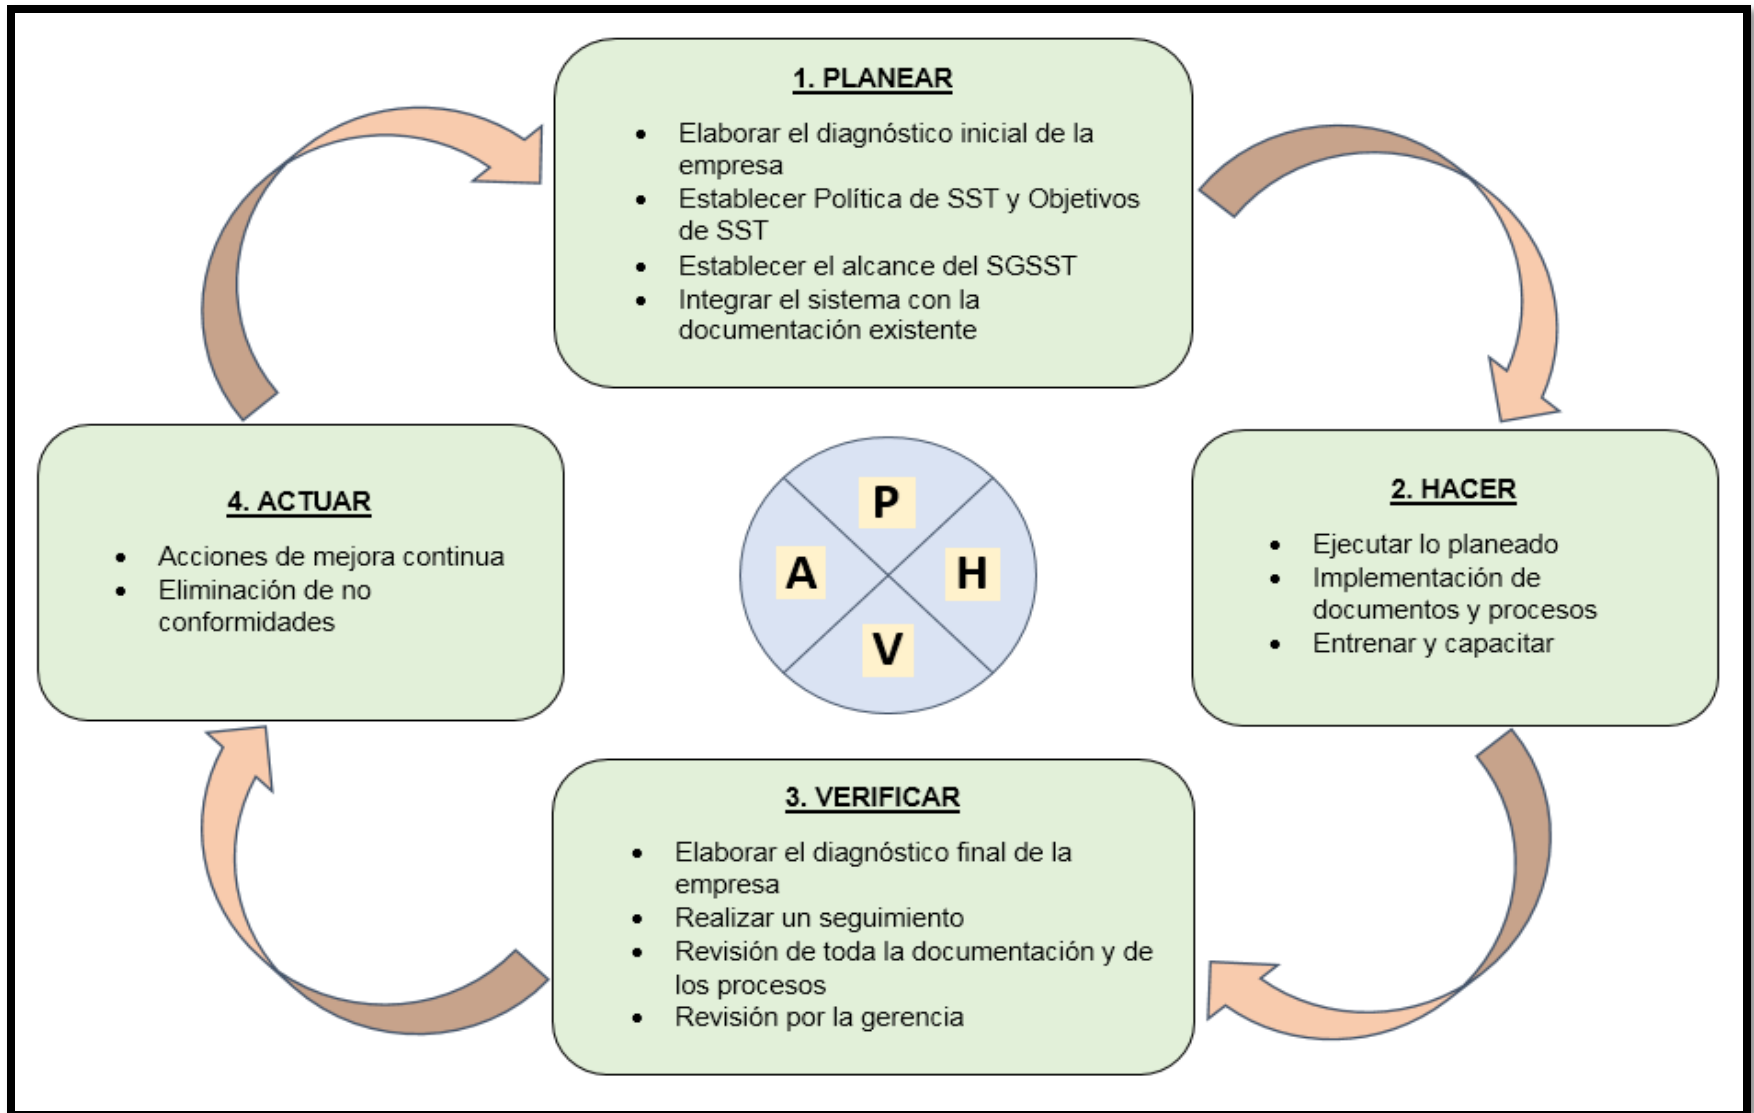 1. PLANEAR
• Elaborar el diagnóstico inicial de la
empresa
• Establecer Política de SST y Objetivos
de SST
• Establecer el alcance del SGSST
• Integrar el sistema con la
documentación existente
2. HACER
• Ejecutar lo planeado
• Implementación de
documentos y procesos
• Entrenar y capacitar
3. VERIFICAR
• Elaborar el diagnóstico final de la
empresa
• Realizar un seguimiento
• Revisión de toda la documentación y de
los procesos
• Revisión por la gerencia
4. ACTUAR
• Acciones de mejora continua
• Eliminación de no
conformidades
P
H
V
A